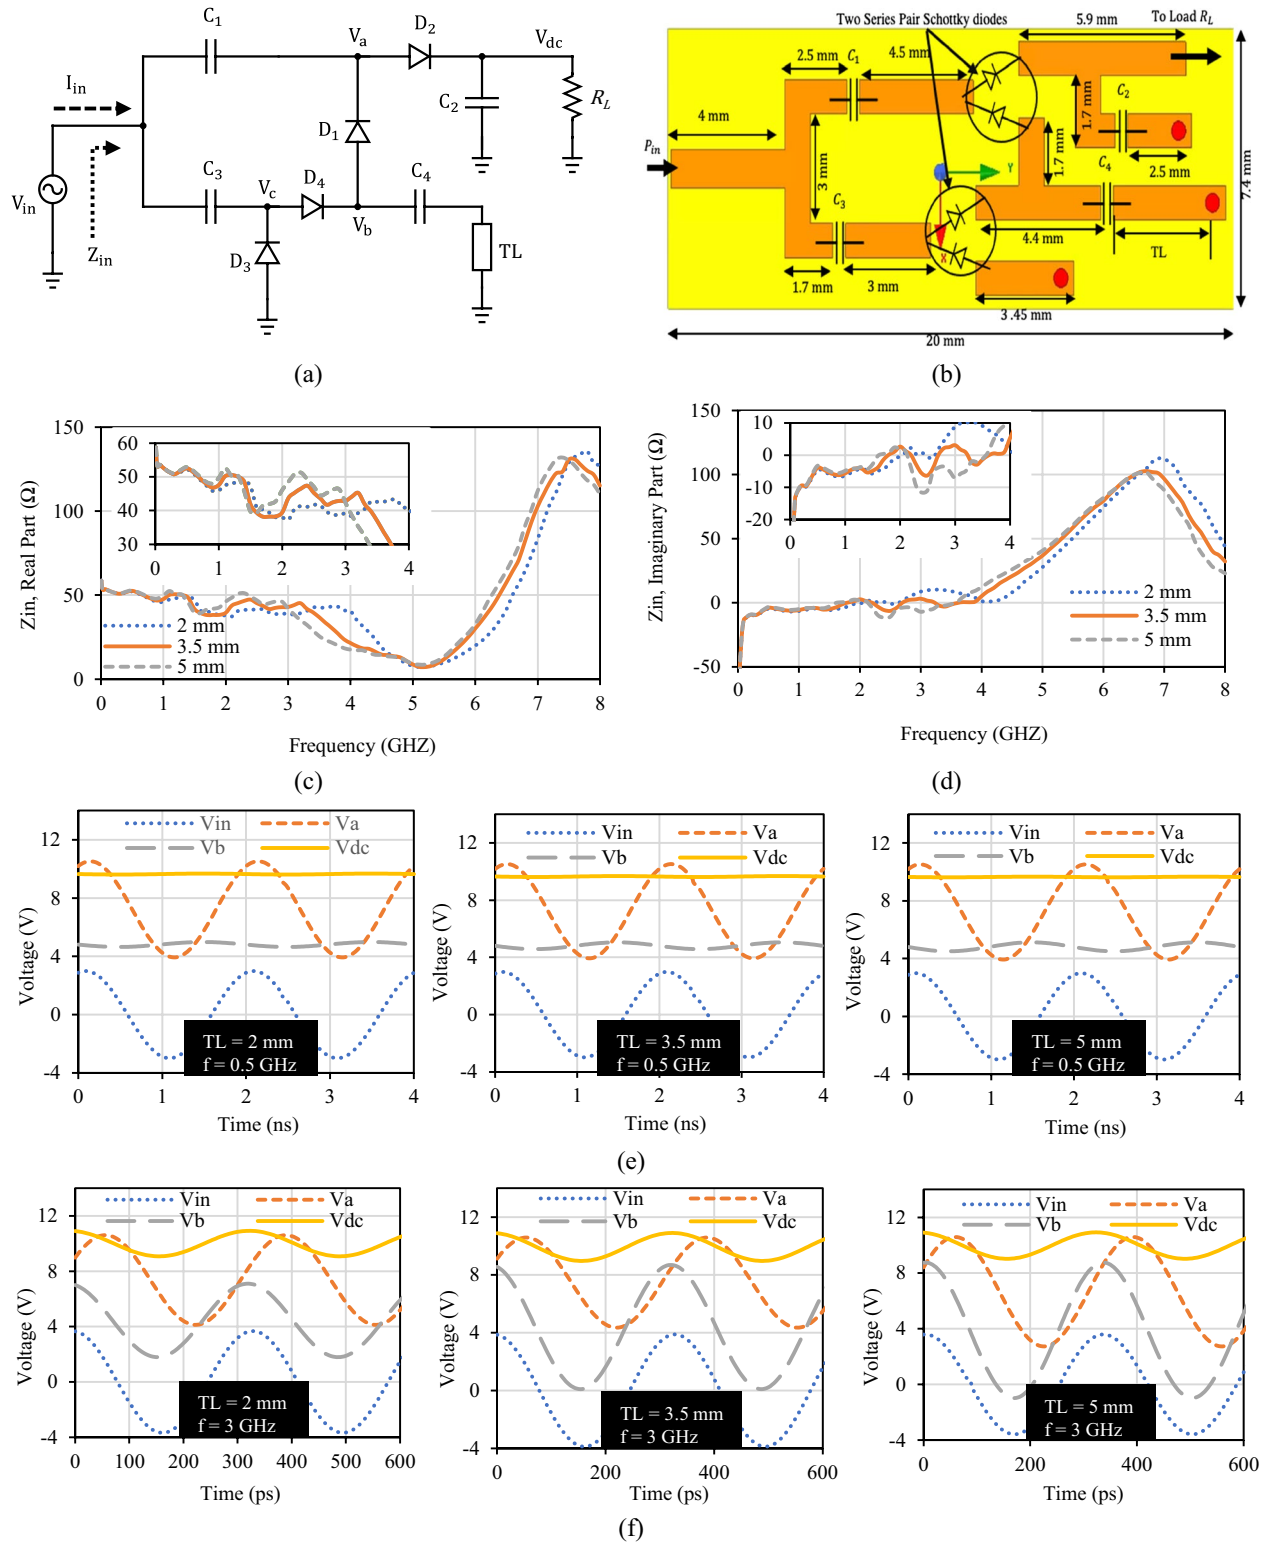 C1
Va
D2
Vdc
Iin
C2
RL
D1
C3
Vc
D4
C4
Vin
Vb
Zin
D3
TL
(a)
Two Series Pair Schottky diodes
5.9 mm
To Load RL
2.5 mm
C1
4.5 mm
4 mm
1.7 mm
C2
Pin
3 mm
1.7 mm
C4
2.5 mm
7.4 mm
Y
C3
4.4 mm
TL
X
1.7 mm
3 mm
3.45 mm
20 mm
(b)
Zin, Real Part (Ω)
150
100
50
0
60
50
40
30
0 1 2 3 4
2 mm
3.5 mm
5 mm
0 1 2 3 4 5 6 7 8
Frequency (GHZ)
(c)
Zin, Imaginary Part (Ω)
150
100
50
0
-50
10
0
-10
-20
0 1 2 3 4
2 mm
3.5 mm
5 mm
0 1 2 3 4 5 6 7 8
Frequency (GHZ)
(d)
Voltage (V)
12
8
4
0
-4
Vin Va
Vb Vdc
TL = 2 mm
f = 0.5 GHz
0 1 2 3 4
Time (ns)
Voltage (V)
12
8
4
0
-4
Vin Va
Vb Vdc
TL = 3.5 mm
f = 0.5 GHz
0 1 2 3 4
Time (ns)
Voltage (V)
12
8
4
0
-4
Vin Va
Vb Vdc
TL = 5 mm
f = 0.5 GHz
0 1 2 3 4
Time (ns)
(e)
Voltage (V)
12
8
4
0
-4
Vin Va
Vb Vdc
TL = 2 mm
f = 3 GHz
0 100 200 300 400 500 600
Time (ps)
Voltage (V)
12
8
4
0
-4
Vin Va
Vb Vdc
TL = 3.5 mm
f = 3 GHz
0 200 400 600
Time (ps)
Voltage (V)
12
8
4
0
-4
Vin Va
Vb Vdc
TL = 5 mm
f = 3 GHz
0 200 400 600
Time (ps)
(f)